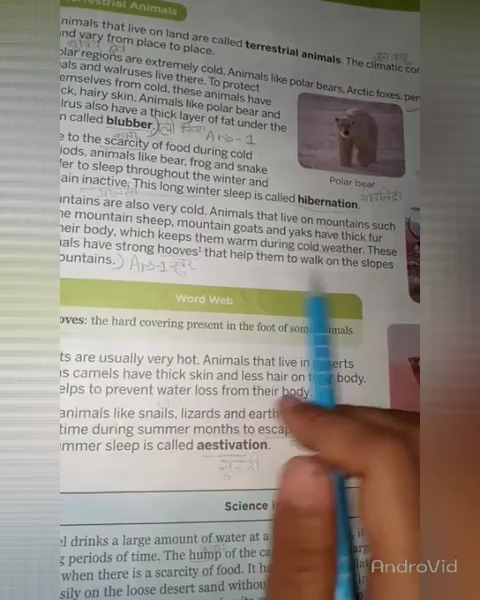 Terrestrial Animals
Animals that live on land are called terrestrial animals. The climatic
and vary from place to place.
olar regions are extremely cold. Animals like polar bears, Arctic foxes,
als and walruses live there. To protect
emselves from cold, these animals have
ck, hairy skin. Animals like polar bear and
lrus also have a thick layer of fat under the
n called blubber.
Ans-1
e to the scarcity of food during cold
iods, animals like bear, frog and snake
fer to sleep throughout the winter and
ain inactive. This long winter sleep is called hibernation.
Polar bear
untains are also very cold. Animals that live on mountains such
e mountain sheep, mountain goats and yaks have thick fur
heir body, which keeps them warm during cold weather. These
als have strong hooves¹ that help them to walk on the slopes
ountains.) Ans-1 खुर
Word Web
oves: the hard covering present in the foot of some animals
ts are usually very hot. Animals that live in deserts
as camels have thick skin and less hair on their body.
elps to prevent water loss from their body.
animals like snails, lizards and earth
time during summer months to escap
mmer sleep is called aestivation.
Science i
el drinks a large amount of water at a
g periods of time. The hump of the ca
when there is a scarcity of food. It ha
sily on the loose desert sand withou
AndroVid